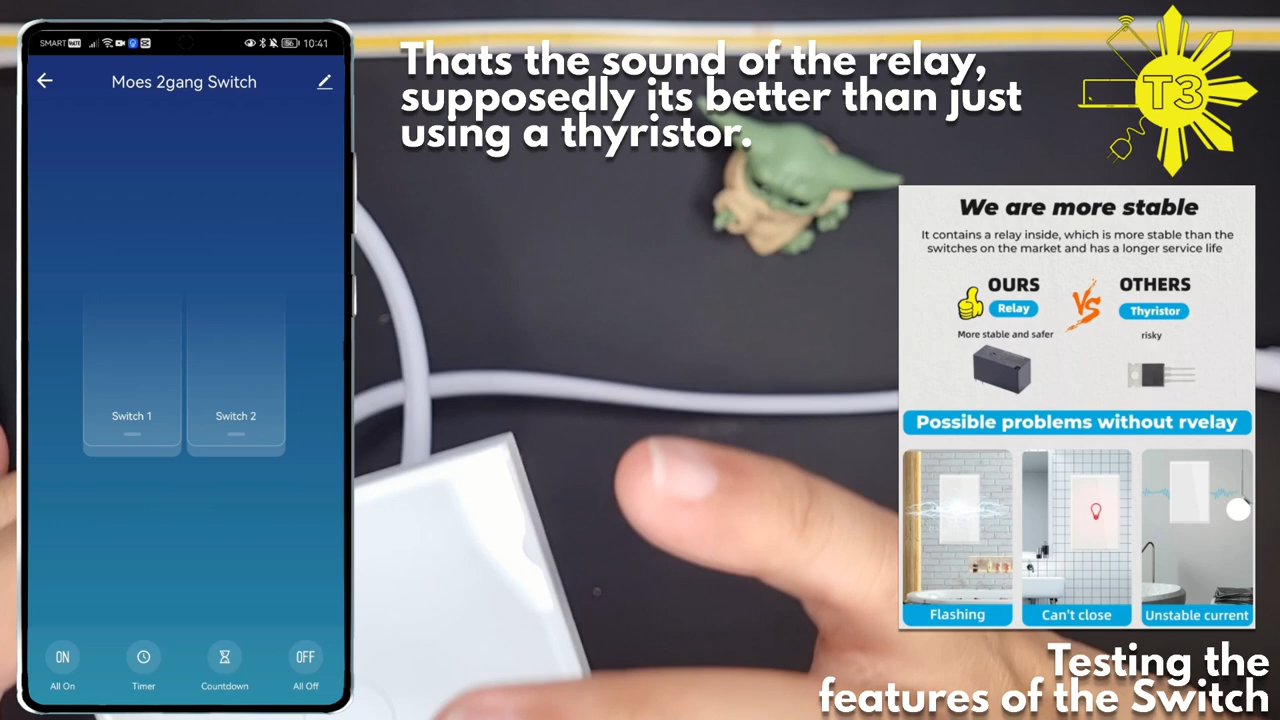 SMART VoLTE 56 10:41
Moes 2gang Switch
Switch 1 Switch 2
ON OFF
All On Timer Countdown All Off
Thats the sound of the relay,
supposedly its better than just
using a thyristor.
T3
We are more stable
It contains a relay inside, which is more stable than the
switches on the market and has a longer service life
OURS VS OTHERS
Relay Thyristor
More stable and safer risky
Possible problems without rvelay
Flashing Can't close Unstable current
Testing the
features of the Switch